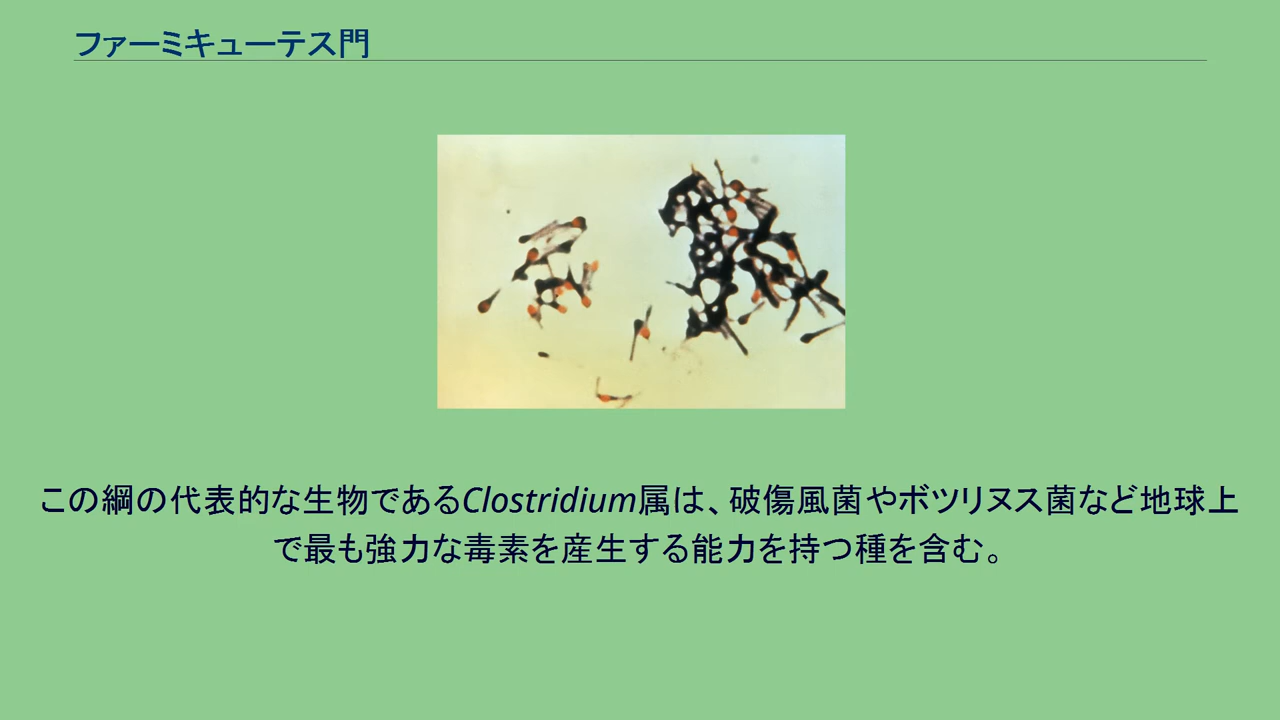 ファーミキューテス門
この綱の代表的な生物であるClostridium属は、破傷風菌やボツリヌス菌など地球上
で最も強力な毒素を産生する能力を持つ種を含む。